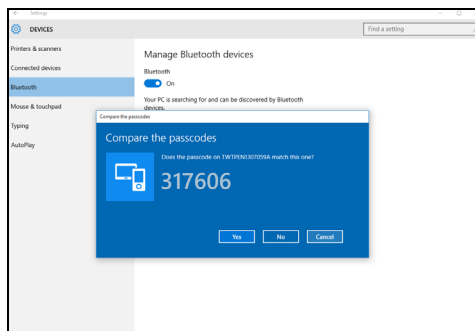 Settings
DEVICES
Find a setting
Printers & scanners
Connected devices
Bluetooth
Mouse & touchpad
Typing
AutoPlay
Manage Bluetooth devices
Bluetooth
On
Your PC is searching for and can be discovered by Bluetooth
devices.
Compare the passcodes
Compare the passcodes
Does the passcode on TWTPEN1307059A match this one?
317606
Yes
No
Cancel